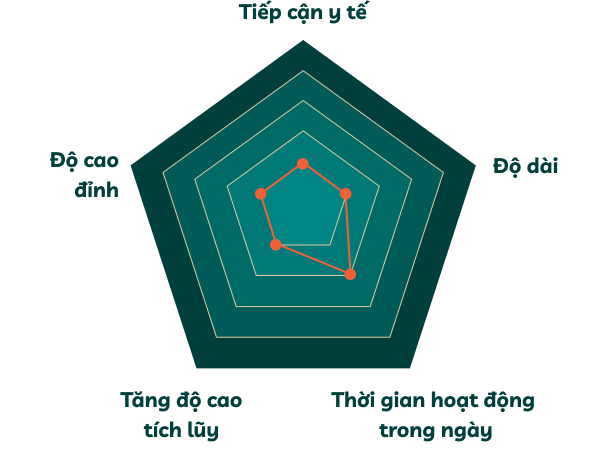 Tiếp cận y tế
Độ cao
đỉnh
Độ dài
Tăng độ cao
tích lũy
Thời gian hoạt động
trong ngày